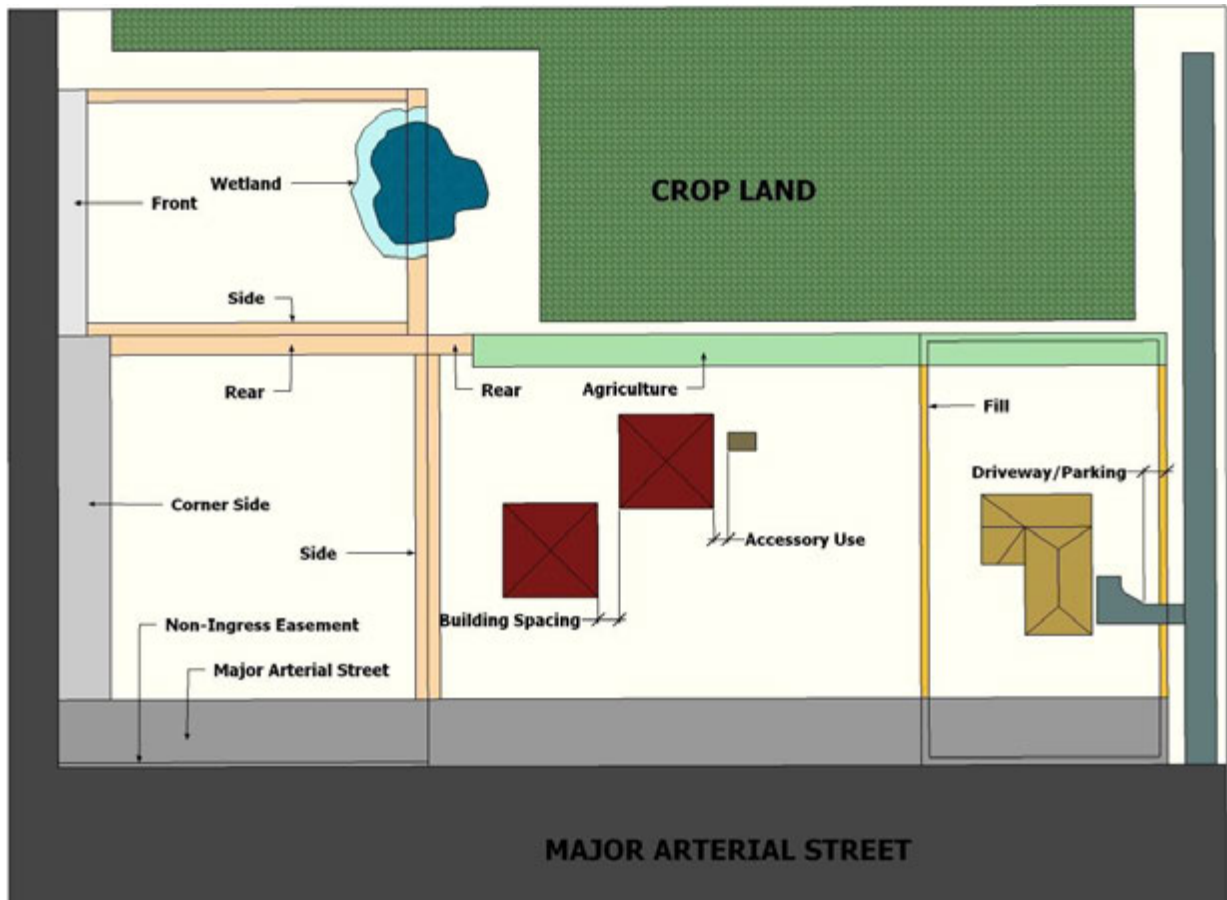 CROP LAND
Wetland
Front
Side
Rear
Rear
Agriculture
Fill
Driveway/Parking
Corner Side
Side
Accessory Use
Building Spacing
Non-Ingress Easement
Major Arterial Street
MAJOR ARTERIAL STREET